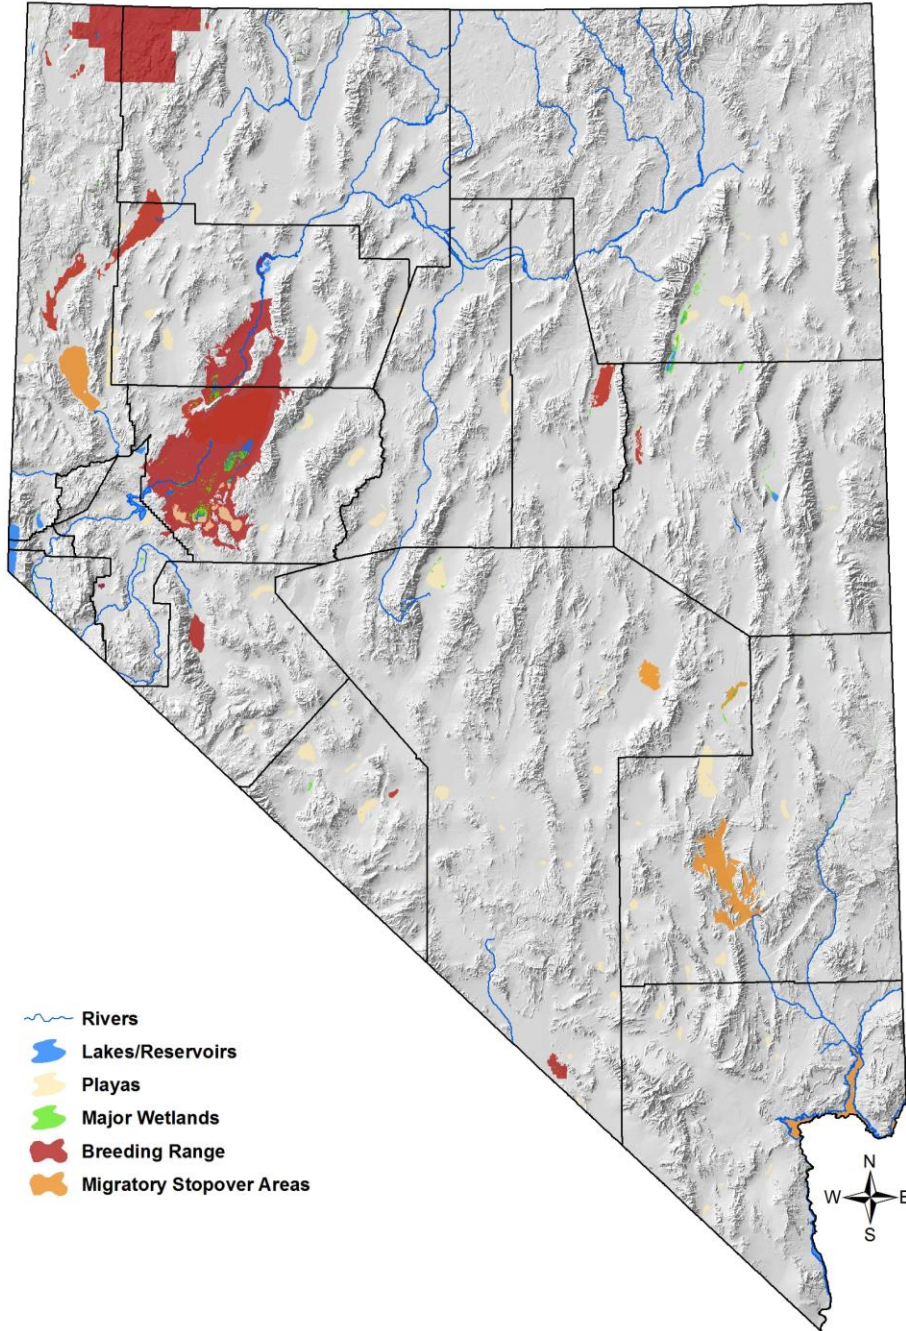 Rivers
Lakes/Reservoirs
Playas
Major Wetlands
Breeding Range
Migratory Stopover Areas
N
W E
S